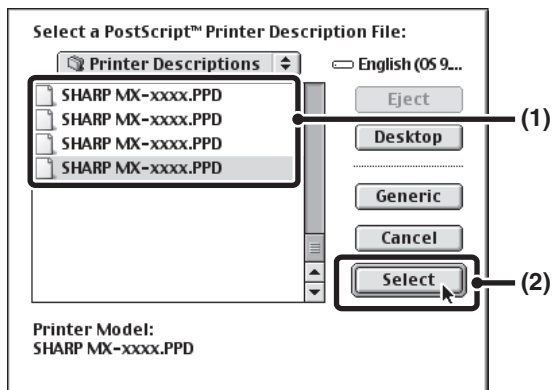 Select a PostScript™ Printer Description File:
Printer Descriptions
English (OS 9....
SHARP MX-xxxx.PPD
SHARP MX-xxxx.PPD
SHARP MX-xxxx.PPD
SHARP MX-xxxx.PPD
Eject
Desktop
Generic
Cancel
Select
(1)
(2)
Printer Model:
SHARP MX-xxxx.PPD